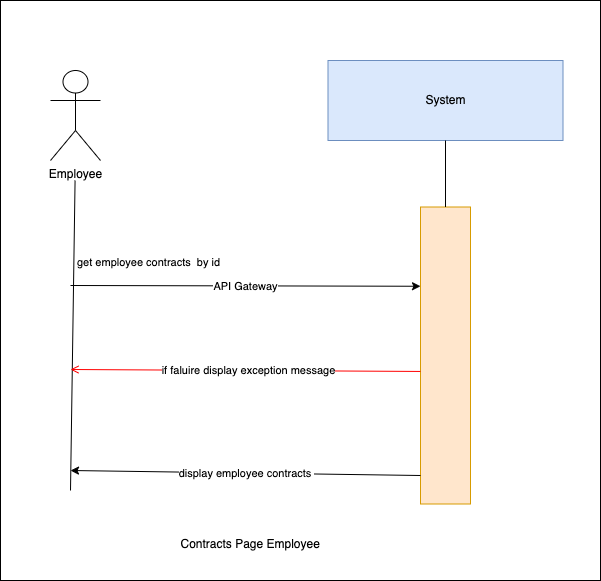 System
Employee
get employee contracts  by id
API Gateway
if faluire display exception message
display employee contracts
Contracts Page Employee